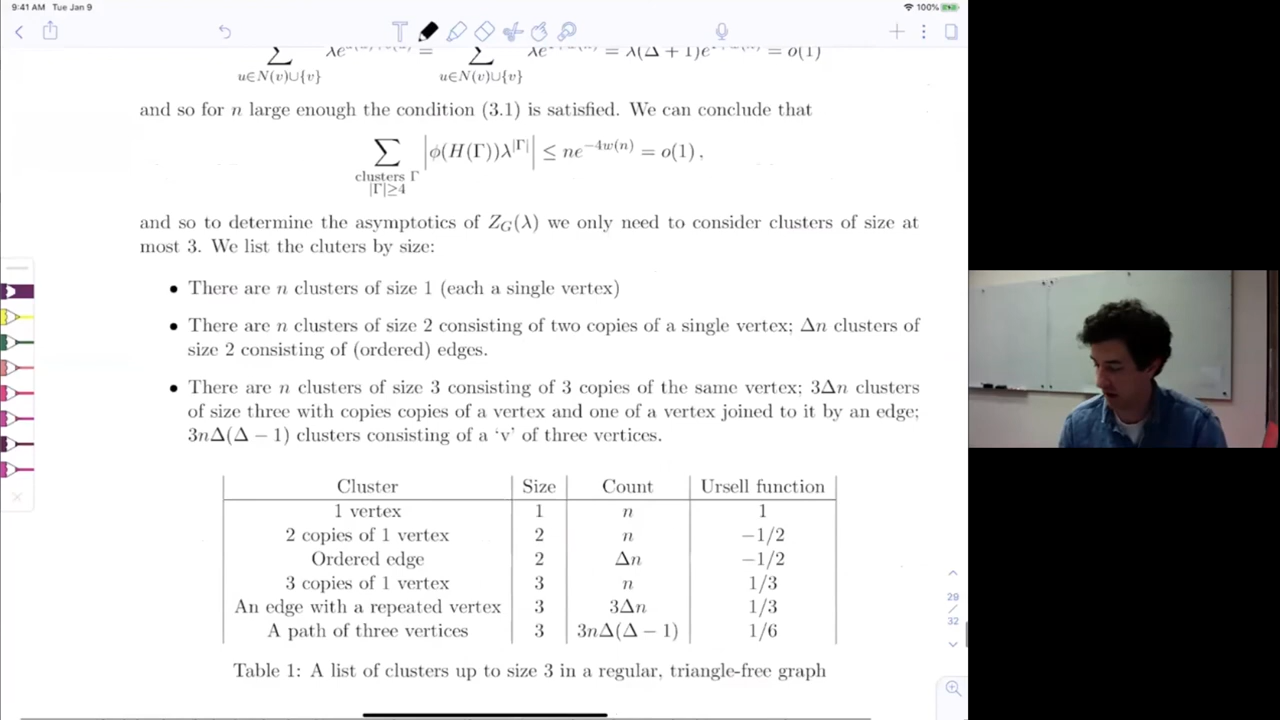 9:41 AM Tue Jan 9
100%
∑ λe = ∑ λe = λ(Δ + 1)e = o(1)
u∈N(v)∪{v} u∈N(v)∪{v}
and so for n large enough the condition (3.1) is satisfied. We can conclude that
∑ |φ(H(Γ))λ^|Γ|| ≤ ne^−4w(n) = o(1) ,
clusters Γ
|Γ|≥4
and so to determine the asymptotics of Z_G(λ) we only need to consider clusters of size at
most 3. We list the cluters by size:
• There are n clusters of size 1 (each a single vertex)
• There are n clusters of size 2 consisting of two copies of a single vertex; Δn clusters of
size 2 consisting of (ordered) edges.
• There are n clusters of size 3 consisting of 3 copies of the same vertex; 3Δn clusters
of size three with copies copies of a vertex and one of a vertex joined to it by an edge;
3nΔ(Δ − 1) clusters consisting of a ‘v’ of three vertices.
Cluster Size Count Ursell function
1 vertex 1 n 1
2 copies of 1 vertex 2 n −1/2
Ordered edge 2 Δn −1/2
3 copies of 1 vertex 3 n 1/3
An edge with a repeated vertex 3 3Δn 1/3
A path of three vertices 3 3nΔ(Δ − 1) 1/6
Table 1: A list of clusters up to size 3 in a regular, triangle-free graph
29
/
32